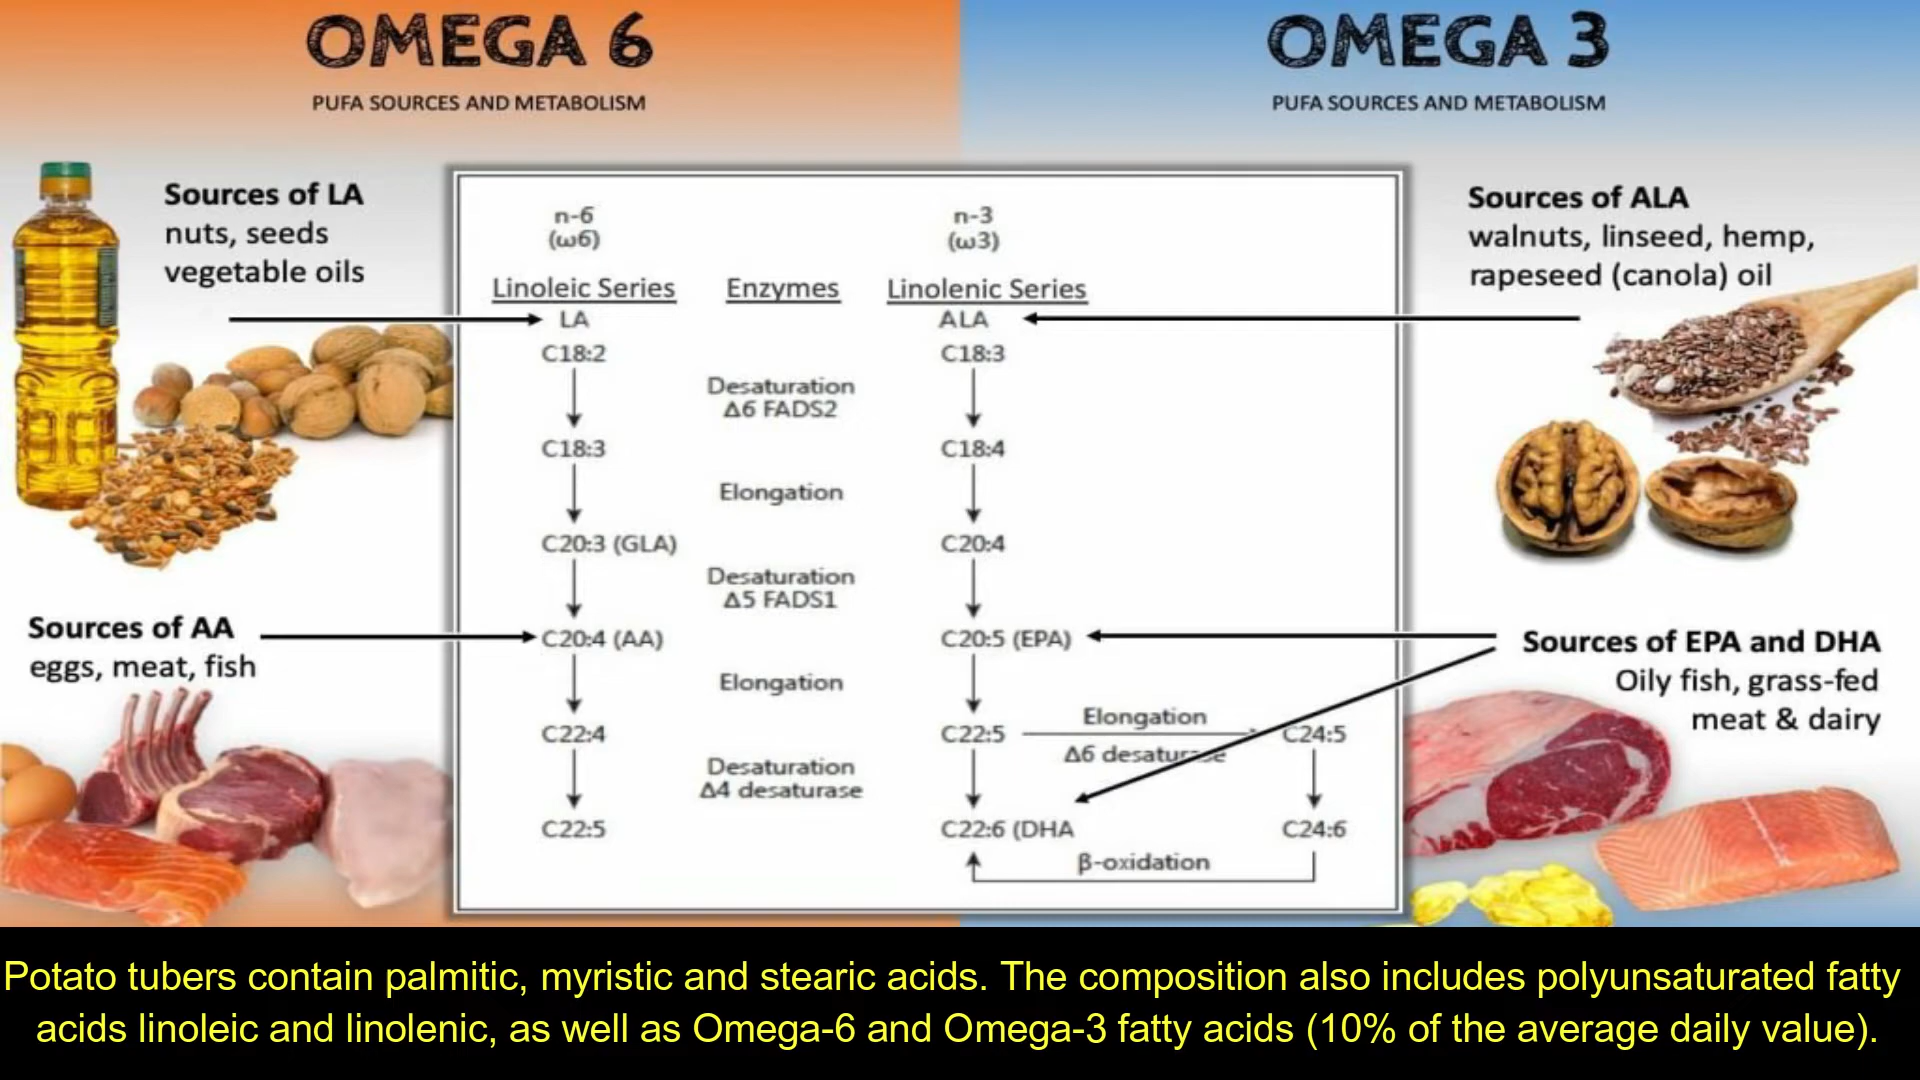 OMEGA 6
PUFA SOURCES AND METABOLISM
OMEGA 3
PUFA SOURCES AND METABOLISM
Sources of LA
nuts, seeds
vegetable oils
Sources of ALA
walnuts, linseed, hemp,
rapeseed (canola) oil
n-6
(ω6)
n-3
(ω3)
Linoleic Series
Enzymes
Linolenic Series
LA
ALA
C18:2
C18:3
Desaturation
Δ6 FADS2
C18:3
C18:4
Elongation
C20:3 (GLA)
C20:4
Desaturation
Δ5 FADS1
Sources of AA
eggs, meat, fish
C20:4 (AA)
C20:5 (EPA)
Sources of EPA and DHA
Oily fish, grass-fed
meat & dairy
Elongation
C22:4
C22:5
Elongation
Δ6 desaturase
C24:5
Desaturation
Δ4 desaturase
C22:5
C22:6 (DHA
C24:6
β-oxidation
Potato tubers contain palmitic, myristic and stearic acids. The composition also includes polyunsaturated fatty
acids linoleic and linolenic, as well as Omega-6 and Omega-3 fatty acids (10% of the average daily value).